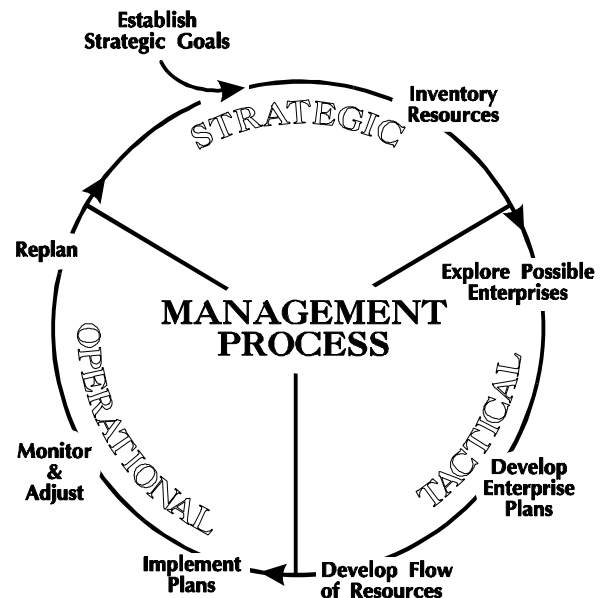 Establish
Strategic Goals
STRATEGIC
Inventory
Resources
Replan
Explore Possible
Enterprises
MANAGEMENT
PROCESS
OPERATIONAL
TACTICAL
Monitor
&
Adjust
Develop
Enterprise
Plans
Implement
Plans
Develop Flow
of Resources